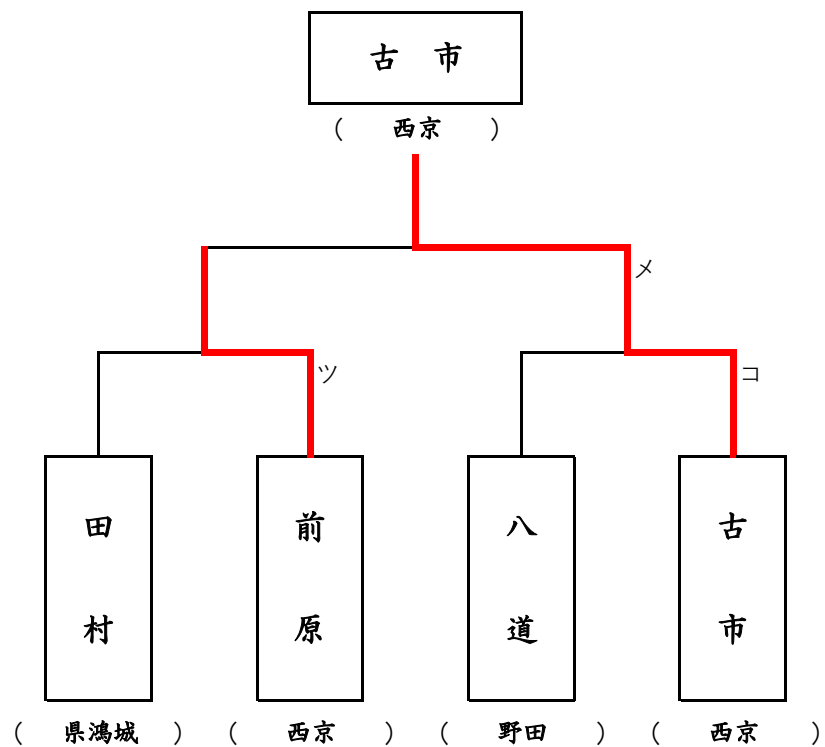 古 市
( 西京 )
メ
ツ
コ
田村
前原
八道
古市
( 県鴻城 )
( 西京 )
( 野田 )
( 西京 )